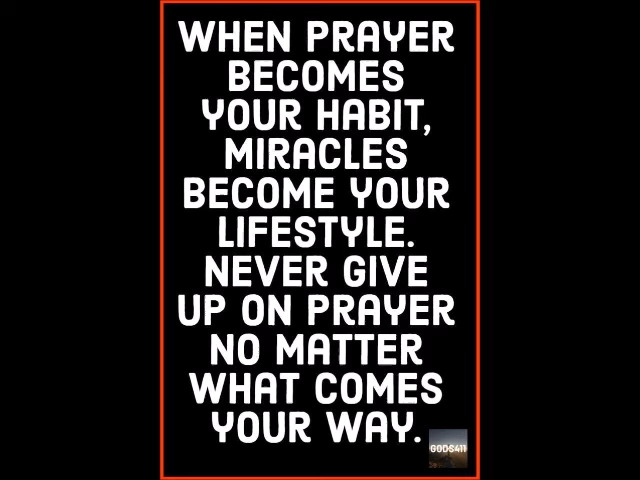 WHEN PRAYER
BECOMES
YOUR HABIT,
MIRACLES
BECOME YOUR
LIFESTYLE.
NEVER GIVE
UP ON PRAYER
NO MATTER
WHAT COMES
YOUR WAY.
GODS411